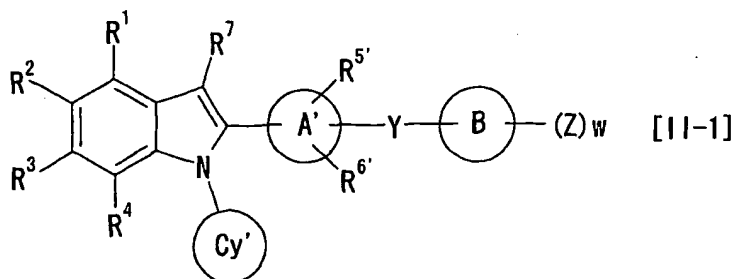 R¹ R⁷
R² R⁵'
A' Y B (Z)w [II-1]
R³ N R⁶'
R⁴
Cy'